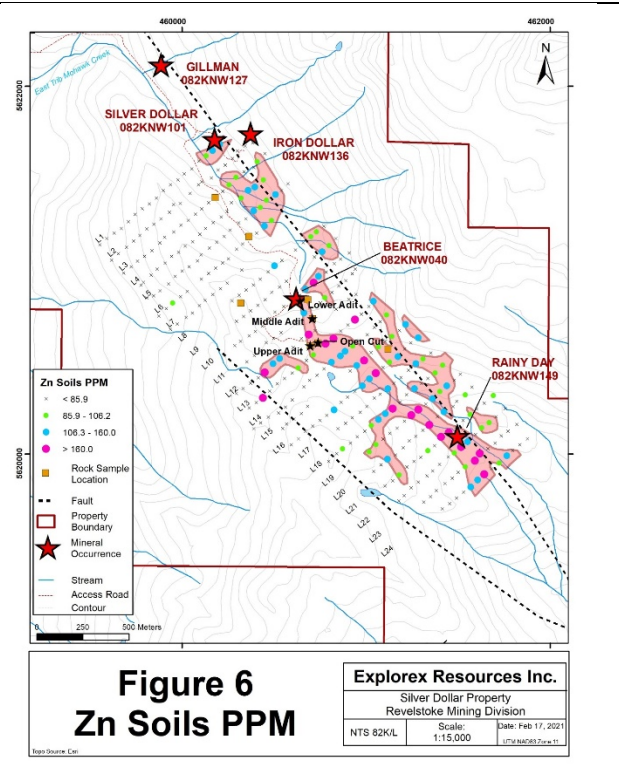 460000
462000
5622000
5620000
N
East Trib Mohawk Creek
GILLMAN
082KNW127
SILVER DOLLAR
082KNW101
IRON DOLLAR
082KNW136
BEATRICE
082KNW040
Lower Adit
Middle Adit
Open Cut
Upper Adit
RAINY DAY
082KNW149
L1
L2
L3
L4
L5
L6
L7
L8
L9
L10
L11
L12
L13
L14
L15
L16
L17
L18
L19
L20
L21
L22
L23
L24
Zn Soils PPM
< 85.9
85.9 - 106.2
106.3 - 160.0
> 160.0
Rock Sample
Location
Fault
Property
Boundary
Mineral
Occurrence
Stream
Access Road
Contour
0 250 500 Meters
Figure 6
Zn Soils PPM
Explorex Resources Inc.
Silver Dollar Property
Revelstoke Mining Division
NTS 82K/L
Scale:
1:15,000
Date: Feb 17, 2021
UTM NAD83 Zone 11
Topo Source: Esri